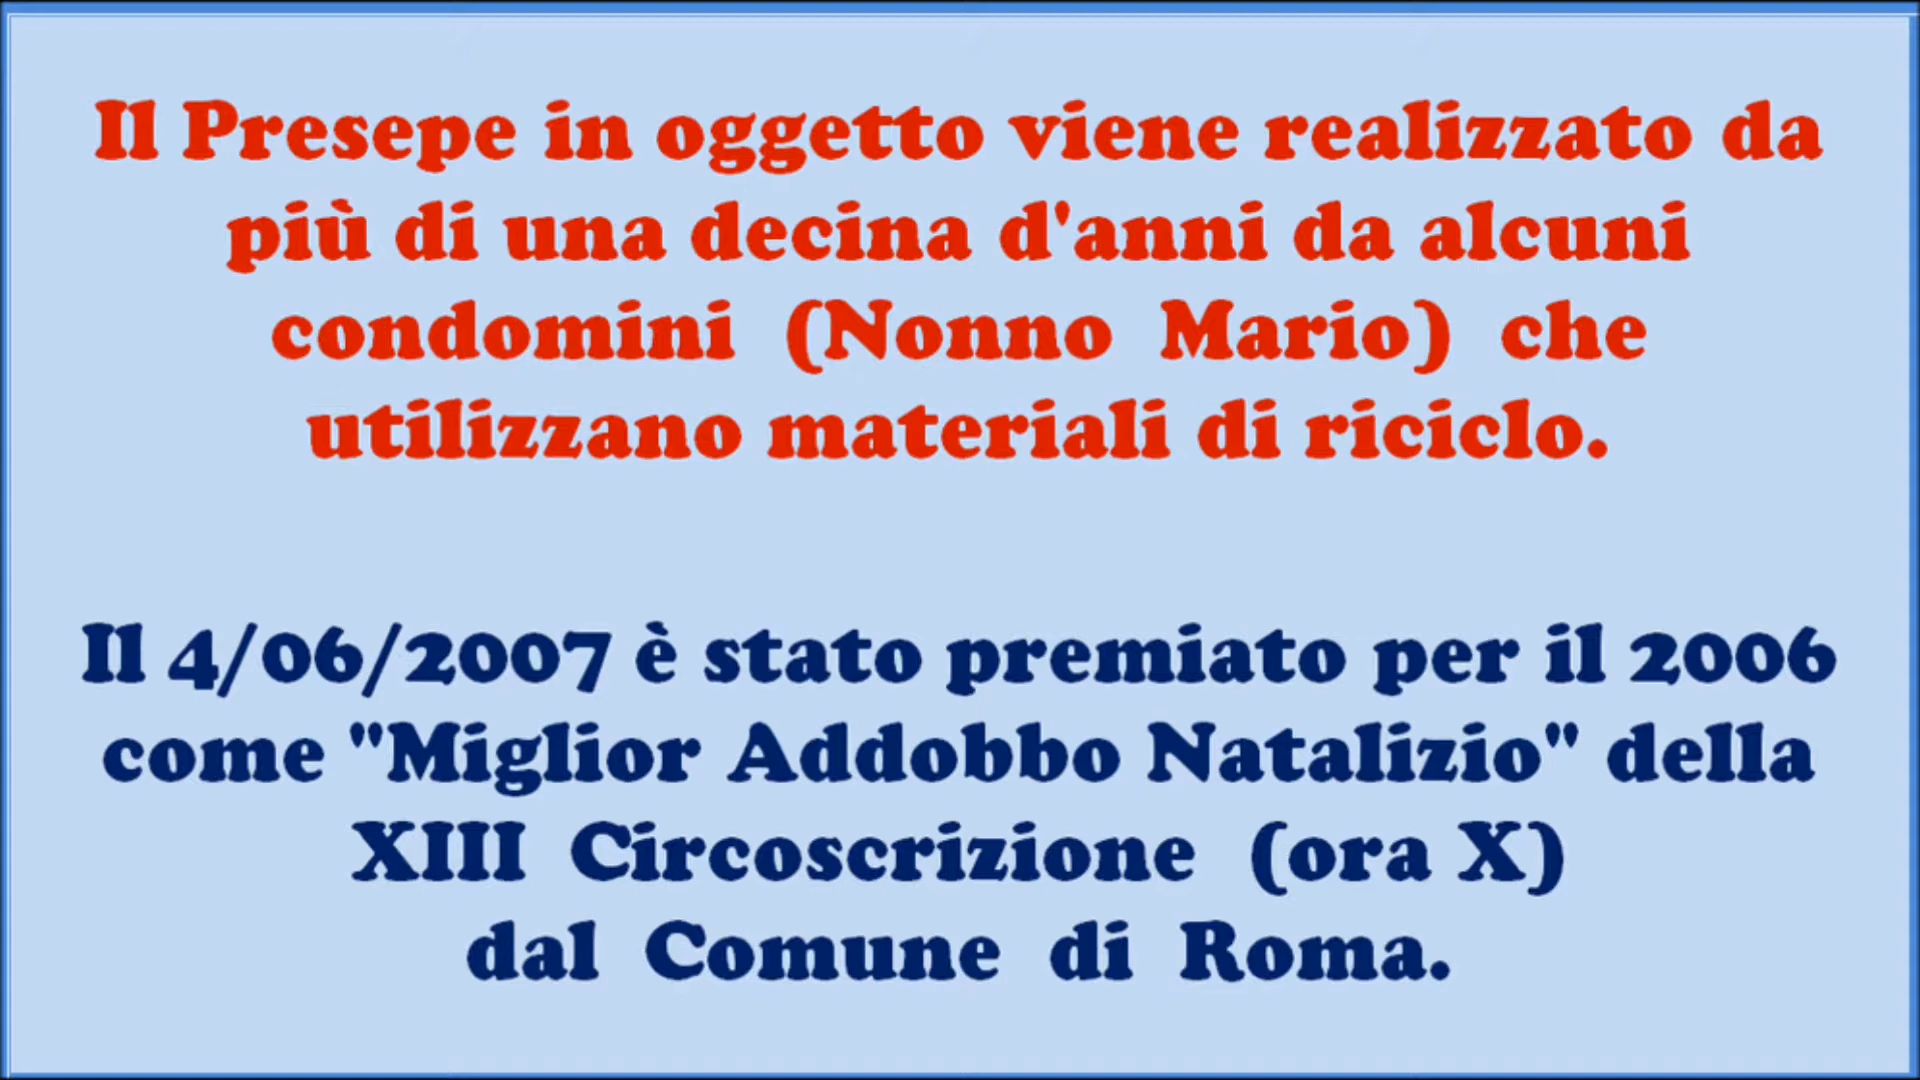 Il Presepe in oggetto viene realizzato da
più di una decina d'anni da alcuni
condomini (Nonno Mario) che
utilizzano materiali di riciclo.
Il 4/06/2007 è stato premiato per il 2006
come "Miglior Addobbo Natalizio" della
XIII Circoscrizione (ora X)
dal Comune di Roma.